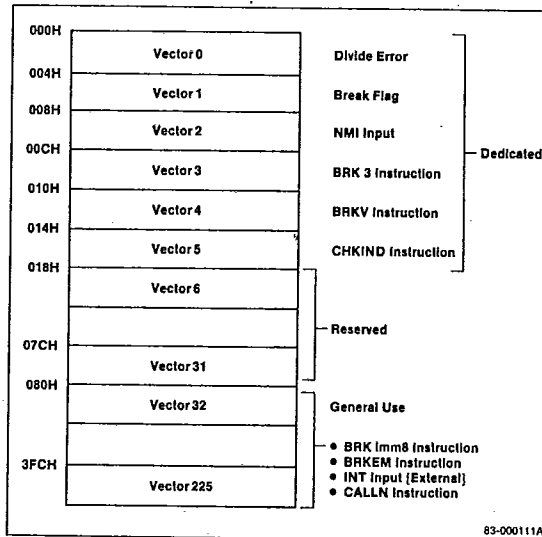 000H
Vector 0
Divide Error
004H
Vector 1
Break Flag
008H
Vector 2
NMI Input
00CH
Dedicated
Vector 3
BRK 3 Instruction
010H
Vector 4
BRKV Instruction
014H
Vector 5
CHKIND Instruction
018H
Vector 6
Reserved
07CH
Vector 31
080H
Vector 32
General Use
• BRK Imm8 Instruction
• BRKEM Instruction
3FCH
• INT Input [External]
Vector 225
• CALLN Instruction
83-000111A